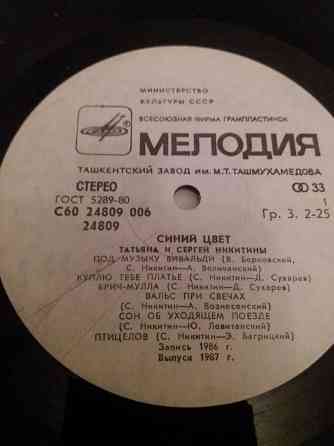 МИНИСТЕРСТВО
КУЛЬТУРЫ СССР
ВСЕСОЮЗНАЯ ФИРМА ГРАМПЛАСТИНОК
МЕЛОДИЯ
ТАШКЕНТСКИЙ ЗАВОД ИМ. М.Т. ТАШМУХАМЕДОВА
СТЕРЕО
33
ГОСТ 5289-80
1
С60 24809 006
Гр. 3. 2-25
24809
СИНИЙ ЦВЕТ
ТАТЬЯНА И СЕРГЕЙ НИКИТИНЫ
ПОД МУЗЫКУ ВИВАЛЬДИ (В. Берковский,
С. Никитин—А. Величанский)
КУПЛЮ ТЕБЕ ПЛАТЬЕ (С. Никитин—Д. Сухарев)
БРИЧ-МУЛЛА (С. Никитин—Д. Сухарев)
ВАЛЬС ПРИ СВЕЧАХ
(С. Никитин—А. Вознесенский)
СОН ОБ УХОДЯЩЕМ ПОЕЗДЕ
(С. Никитин—Ю. Левитанский)
ПТИЦЕЛОВ (С. Никитин—Э. Багрицкий)
Запись 1986 г.
Выпуск 1987 г.